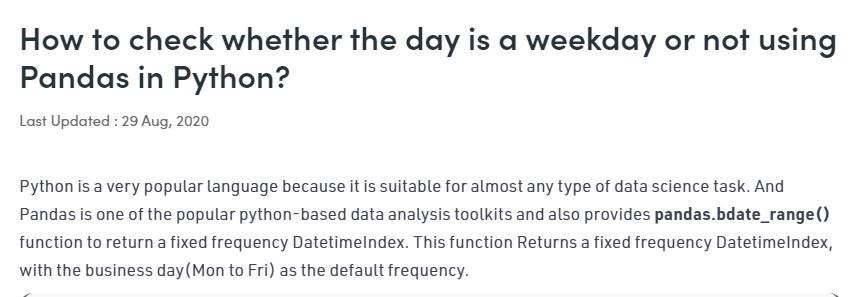 How to check whether the day is a weekday or not using
Pandas in Python?
Last Updated : 29 Aug, 2020
Python is a very popular language because it is suitable for almost any type of data science task. And
Pandas is one of the popular python-based data analysis toolkits and also provides pandas.bdate_range()
function to return a fixed frequency DatetimeIndex. This function Returns a fixed frequency DatetimeIndex,
with the business day(Mon to Fri) as the default frequency.